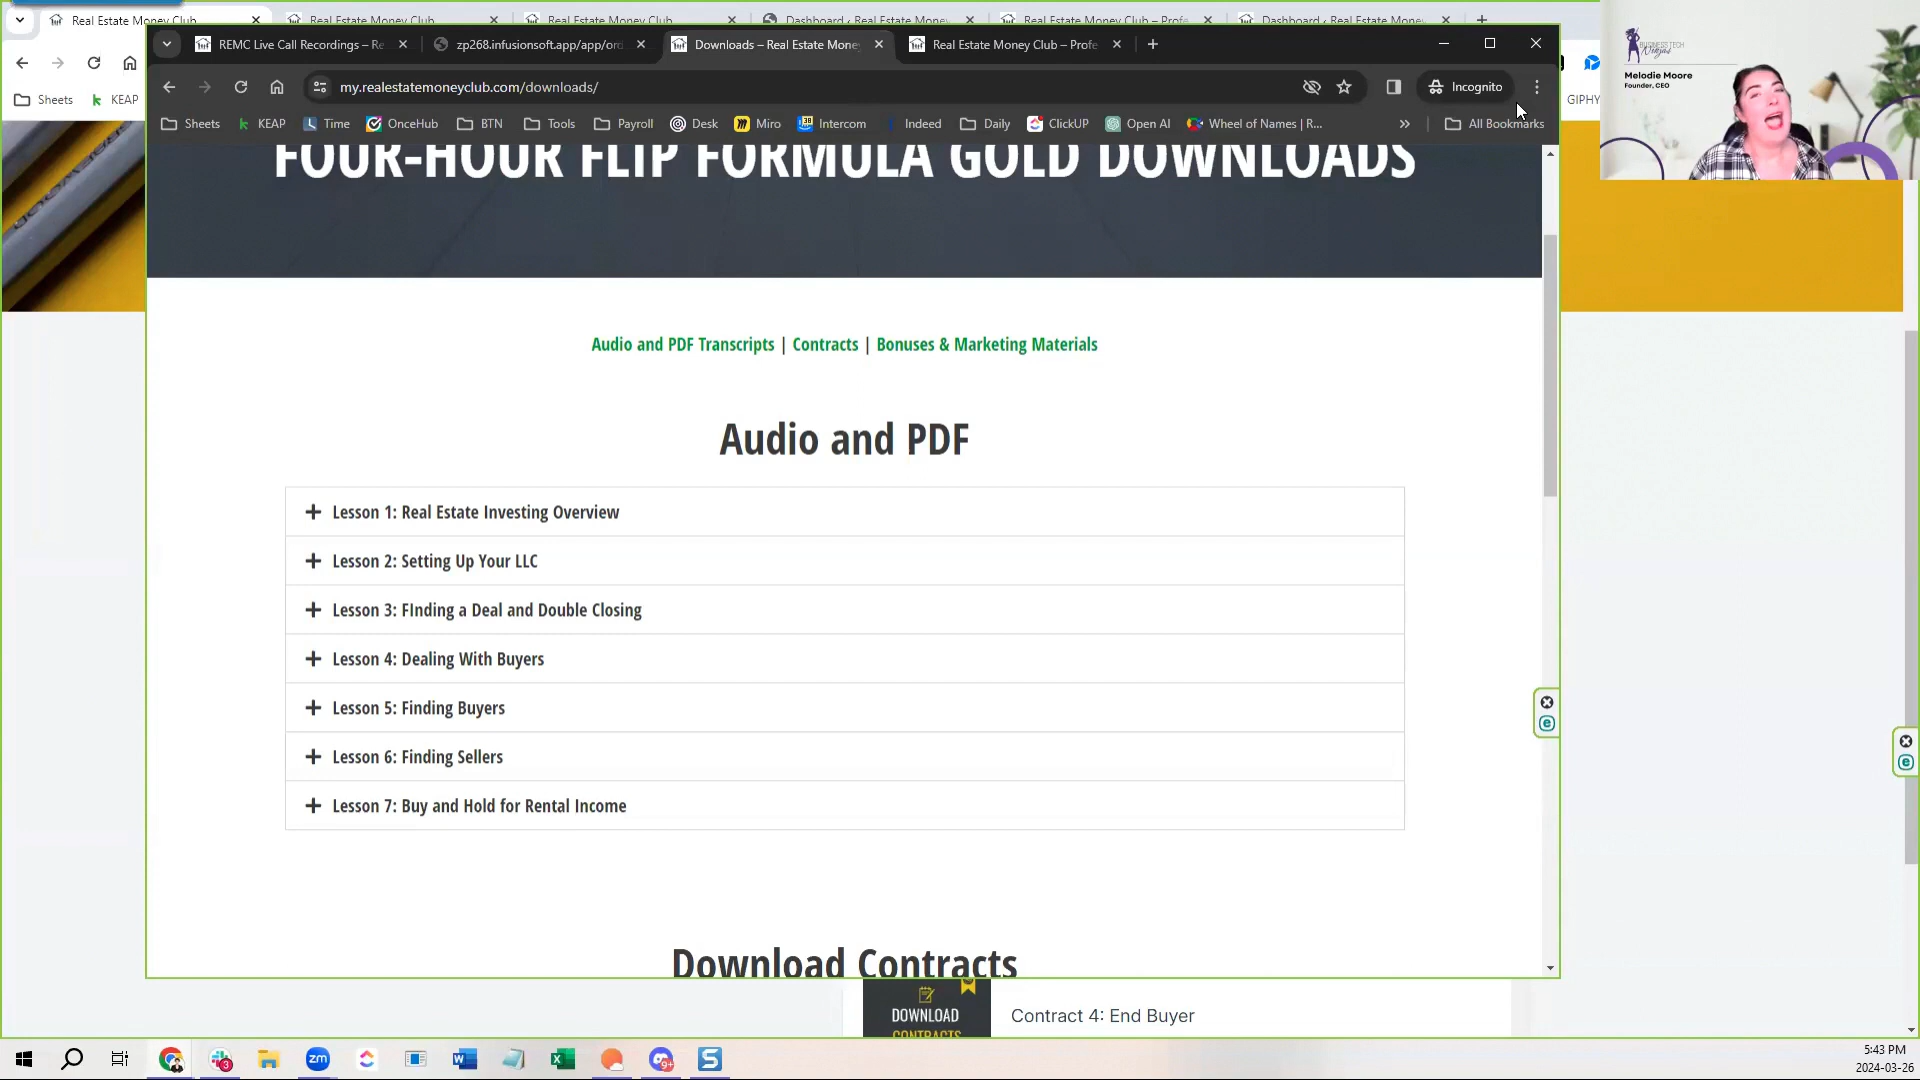 Real Estate Money Club
Real Estate Money Club
Real Estate Money Club
Dashboard ‹ Real Estate Money
Real Estate Money Club – Profe
Dashboard ‹ Real Estate Money
REMC Live Call Recordings – Re
zp268.infusionsoft.app/app/ord
Downloads – Real Estate Money
Real Estate Money Club – Profe
my.realestatemoneyclub.com/downloads/
Incognito
Sheets
KEAP
Sheets
KEAP
Time
OnceHub
BTN
Tools
Payroll
Desk
Miro
Intercom
Indeed
Daily
ClickUP
Open AI
Wheel of Names | R...
»
All Bookmarks
GIPHY
BUSINESS TECH
Ninjas
Melodie Moore
Founder, CEO
FOUR-HOUR FLIP FORMULA GOLD DOWNLOADS
Audio and PDF Transcripts | Contracts | Bonuses & Marketing Materials
Audio and PDF
Lesson 1: Real Estate Investing Overview
Lesson 2: Setting Up Your LLC
Lesson 3: FInding a Deal and Double Closing
Lesson 4: Dealing With Buyers
Lesson 5: Finding Buyers
Lesson 6: Finding Sellers
Lesson 7: Buy and Hold for Rental Income
Download Contracts
DOWNLOAD
CONTRACTS
Contract 4: End Buyer
zm
5:43 PM
2024-03-26